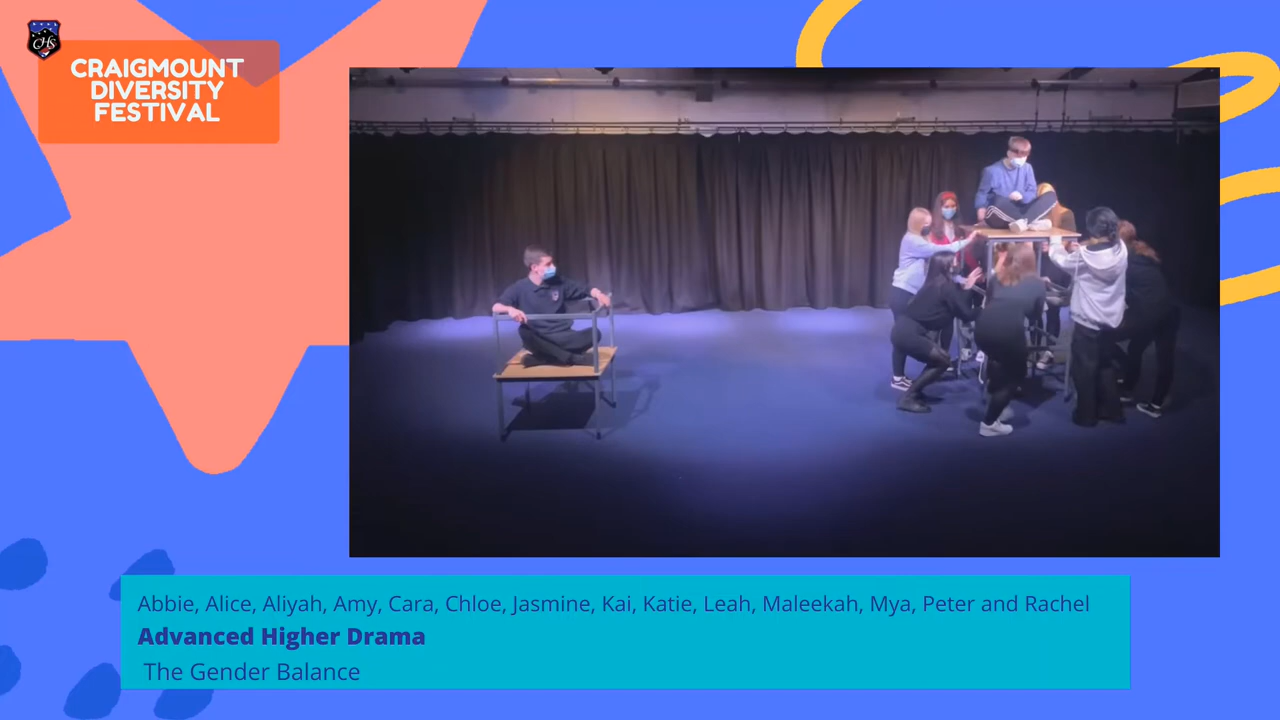 CHS
CRAIGMOUNT
DIVERSITY
FESTIVAL
Abbie, Alice, Aliyah, Amy, Cara, Chloe, Jasmine, Kai, Katie, Leah, Maleekah, Mya, Peter and Rachel
Advanced Higher Drama
The Gender Balance